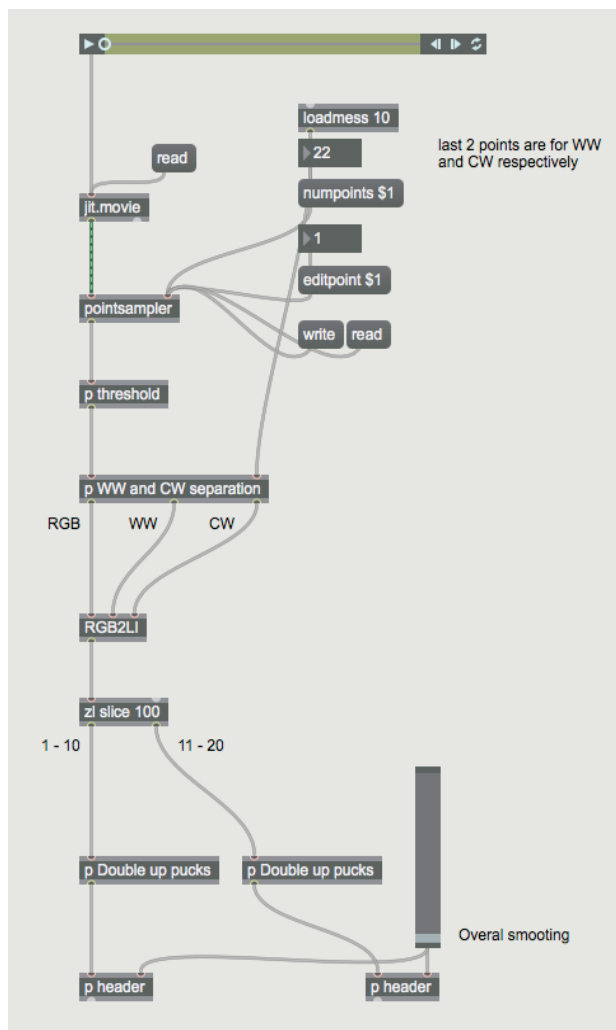 loadmess 10
last 2 points are for WW
and CW respectively
22
read
numpoints $1
jit.movie
1
editpoint $1
pointsampler
write
read
p threshold
p WW and CW separation
RGB
WW
CW
RGB2LI
zl slice 100
1 - 10
11 - 20
p Double up pucks
p Double up pucks
Overal smooting
p header
p header